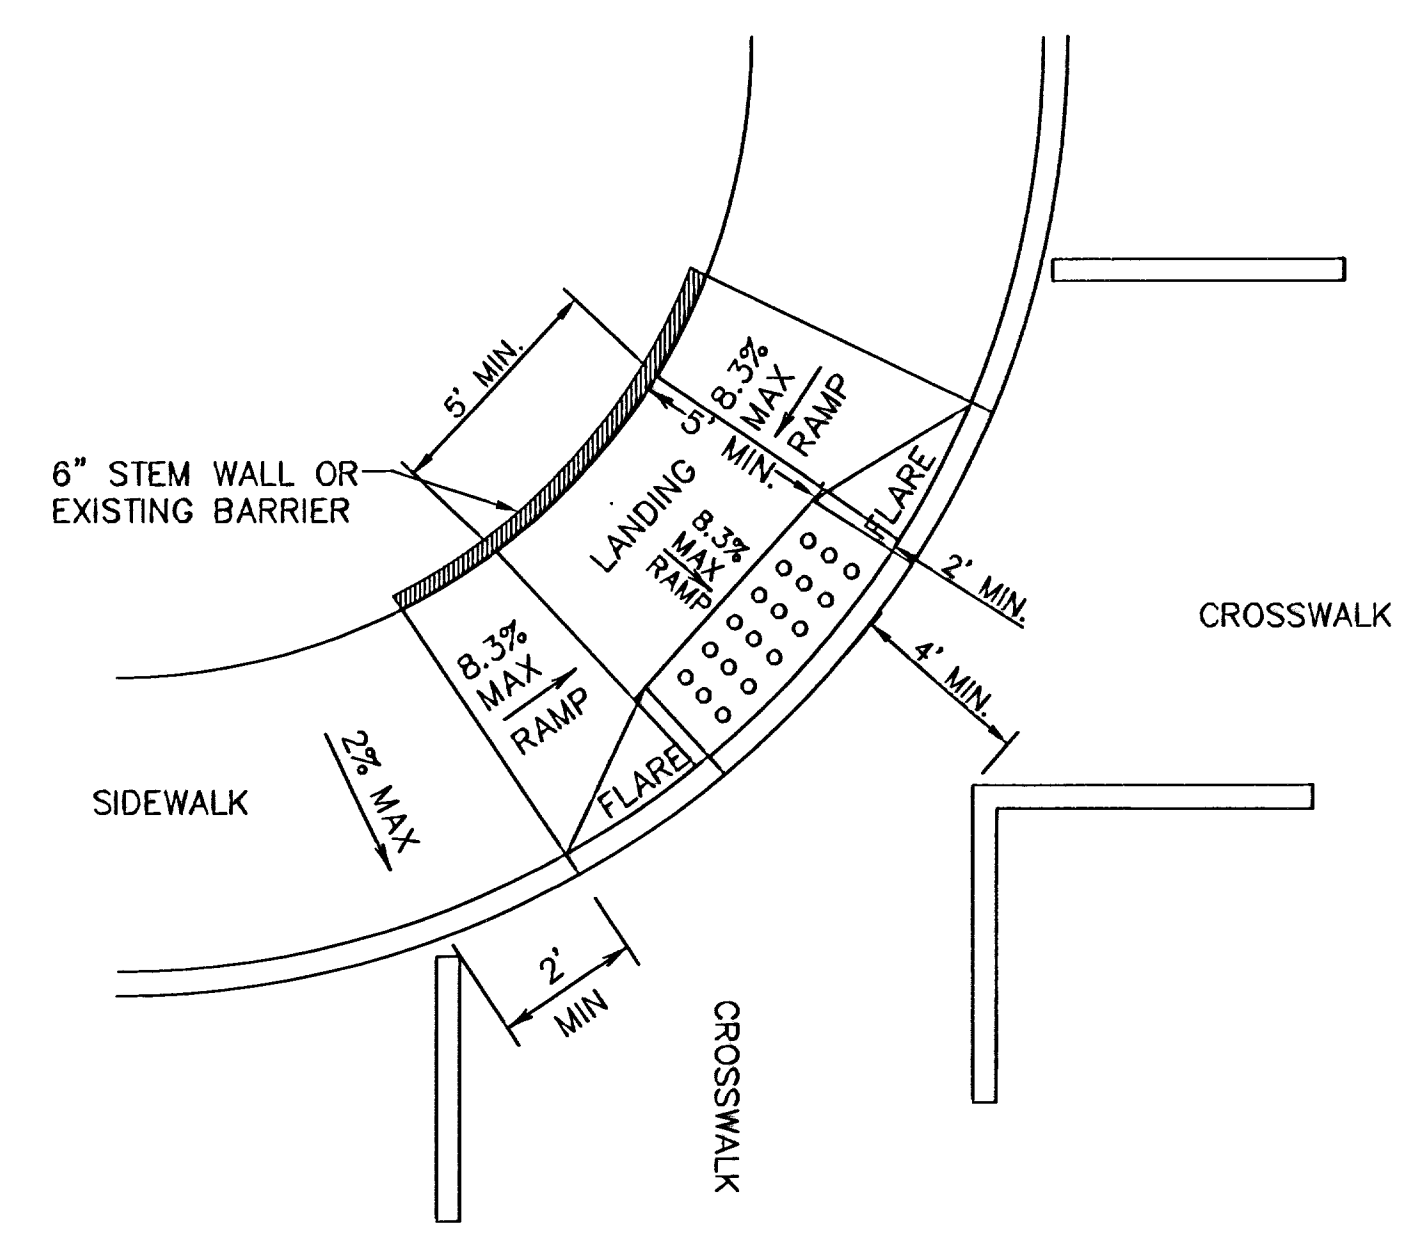 8.3%
MAX
RAMP
5' MIN.
5'
MIN.
6" STEM WALL OR
EXISTING BARRIER
LANDING
FLARE
8.3%
MAX
RAMP
2' MIN.
CROSSWALK
4' MIN.
8.3%
MAX
RAMP
FLARE
2% MAX
SIDEWALK
2'
MIN
CROSSWALK